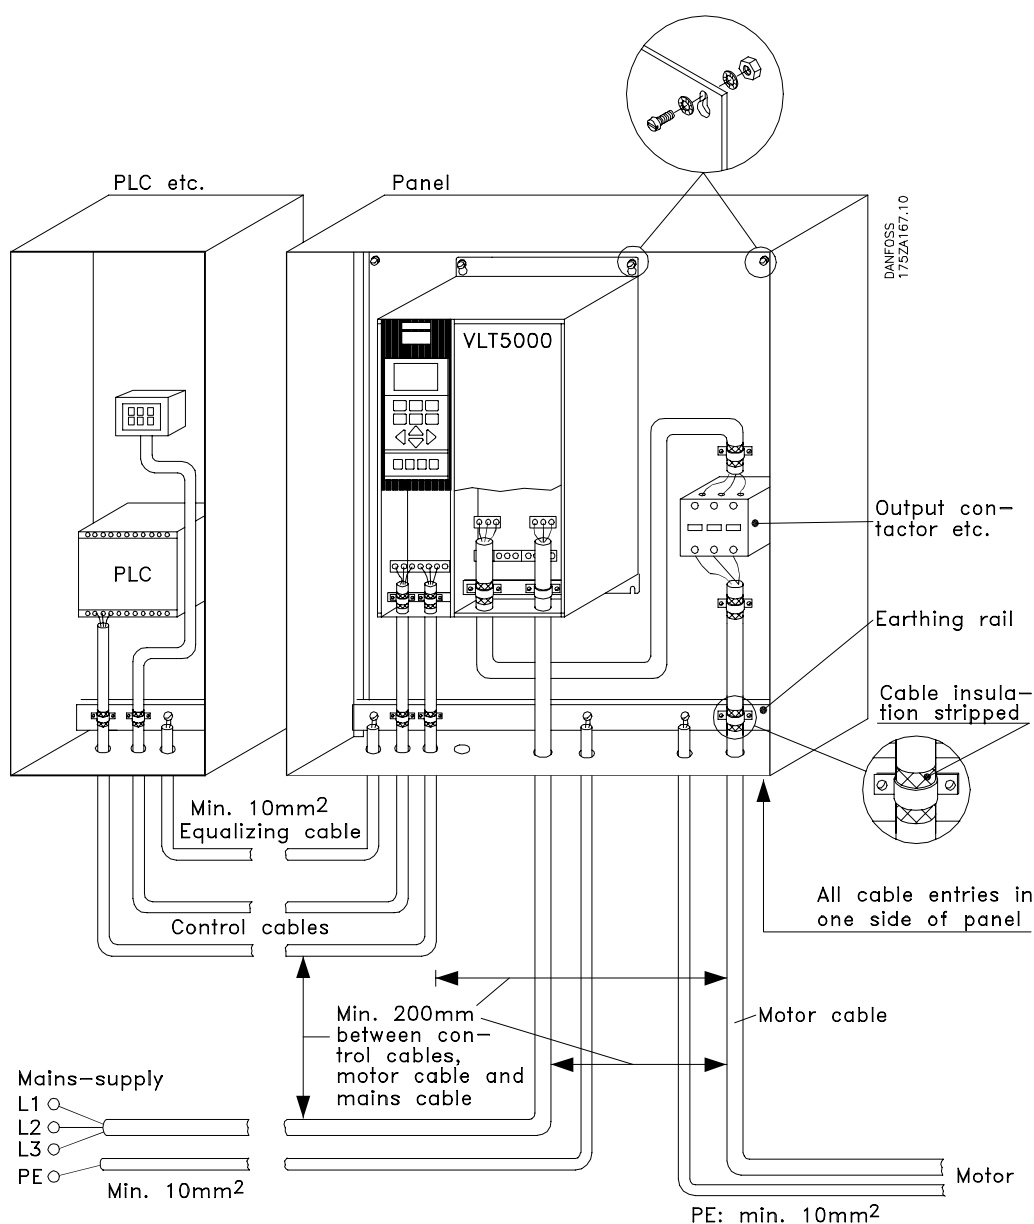 PLC etc.
Panel
DANFOSS
175ZA167.10
VLT5000
PLC
Output con-
tactor etc.
Earthing rail
Cable insula-
tion stripped
Min. 10mm2
Equalizing cable
All cable entries in
one side of panel
Control cables
Min. 200mm
between con-
trol cables,
motor cable and
mains cable
Motor cable
Mains-supply
L1
L2
L3
PE
Min. 10mm2
Motor
PE: min. 10mm2